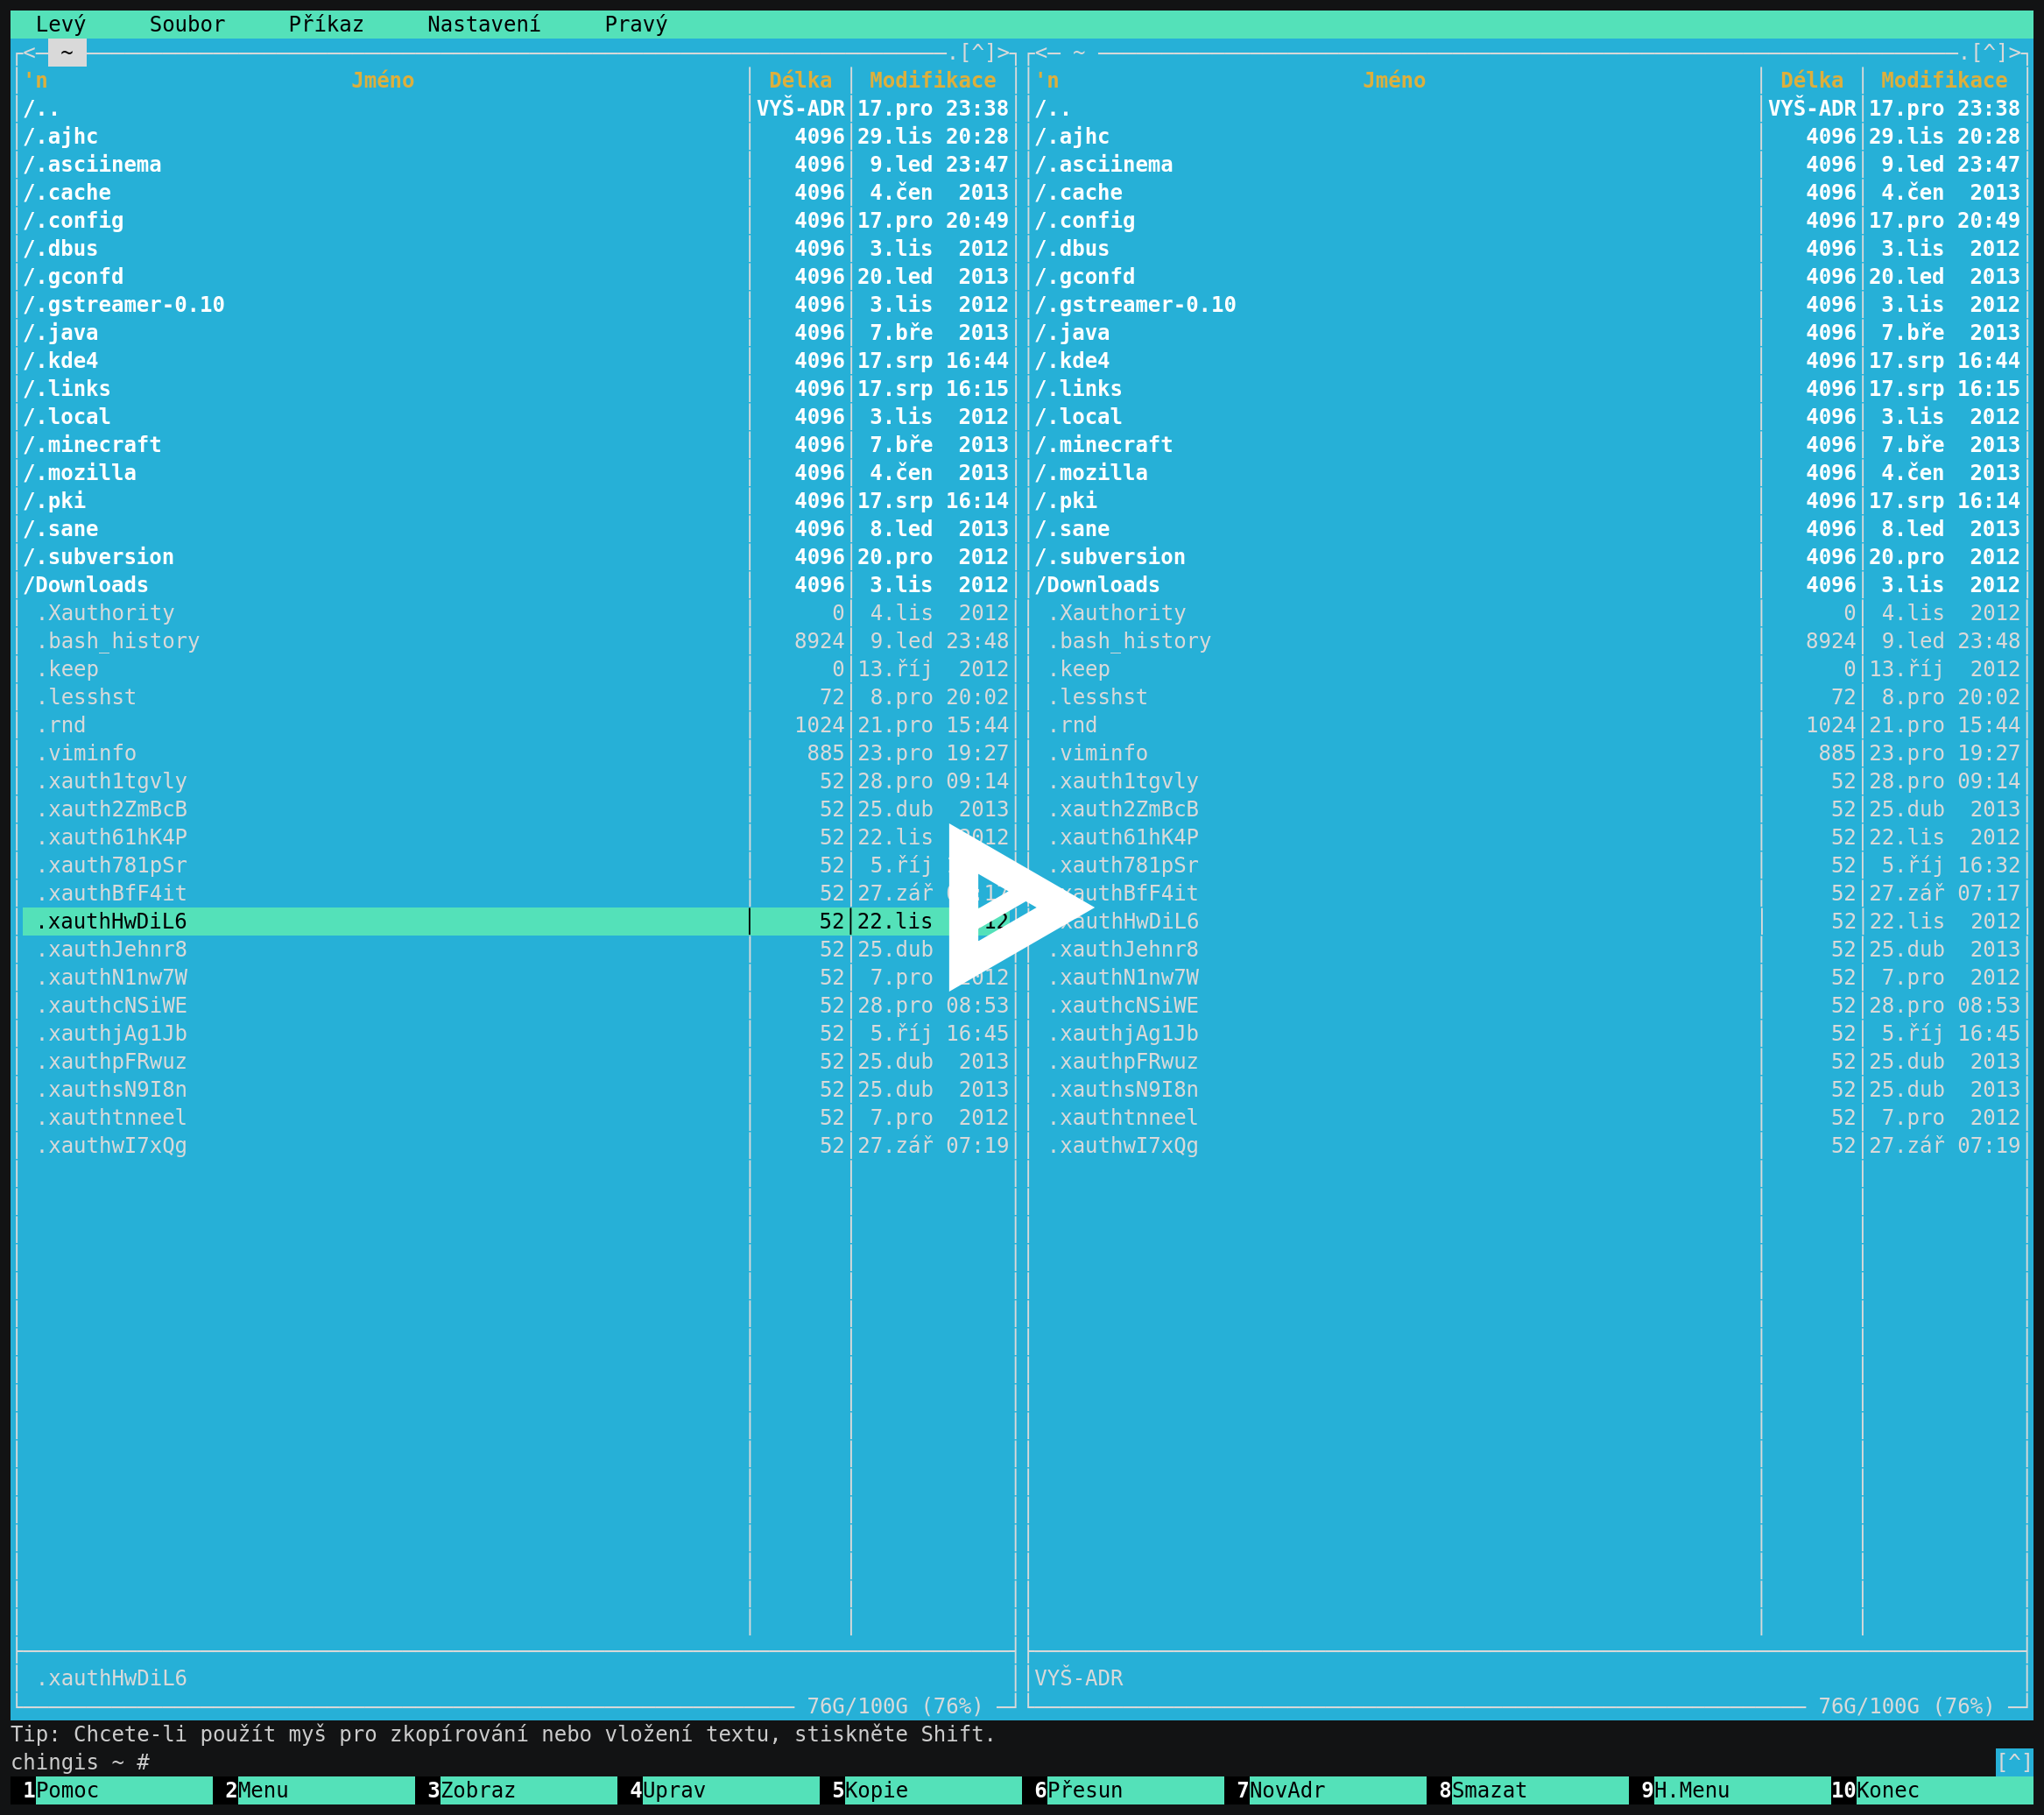 Levý Soubor Příkaz Nastavení Pravý
<─ ~ .[^]> <─ ~ .[^]>
'n Jméno Délka Modifikace 'n Jméno Délka Modifikace
/.. VYŠ-ADR 17.pro 23:38 /.. VYŠ-ADR 17.pro 23:38
/.ajhc 4096 29.lis 20:28 /.ajhc 4096 29.lis 20:28
/.asciinema 4096 9.led 23:47 /.asciinema 4096 9.led 23:47
/.cache 4096 4.čen 2013 /.cache 4096 4.čen 2013
/.config 4096 17.pro 20:49 /.config 4096 17.pro 20:49
/.dbus 4096 3.lis 2012 /.dbus 4096 3.lis 2012
/.gconfd 4096 20.led 2013 /.gconfd 4096 20.led 2013
/.gstreamer-0.10 4096 3.lis 2012 /.gstreamer-0.10 4096 3.lis 2012
/.java 4096 7.bře 2013 /.java 4096 7.bře 2013
/.kde4 4096 17.srp 16:44 /.kde4 4096 17.srp 16:44
/.links 4096 17.srp 16:15 /.links 4096 17.srp 16:15
/.local 4096 3.lis 2012 /.local 4096 3.lis 2012
/.minecraft 4096 7.bře 2013 /.minecraft 4096 7.bře 2013
/.mozilla 4096 4.čen 2013 /.mozilla 4096 4.čen 2013
/.pki 4096 17.srp 16:14 /.pki 4096 17.srp 16:14
/.sane 4096 8.led 2013 /.sane 4096 8.led 2013
/.subversion 4096 20.pro 2012 /.subversion 4096 20.pro 2012
/Downloads 4096 3.lis 2012 /Downloads 4096 3.lis 2012
.Xauthority 0 4.lis 2012 .Xauthority 0 4.lis 2012
.bash_history 8924 9.led 23:48 .bash_history 8924 9.led 23:48
.keep 0 13.říj 2012 .keep 0 13.říj 2012
.lesshst 72 8.pro 20:02 .lesshst 72 8.pro 20:02
.rnd 1024 21.pro 15:44 .rnd 1024 21.pro 15:44
.viminfo 885 23.pro 19:27 .viminfo 885 23.pro 19:27
.xauth1tgvly 52 28.pro 09:14 .xauth1tgvly 52 28.pro 09:14
.xauth2ZmBcB 52 25.dub 2013 .xauth2ZmBcB 52 25.dub 2013
.xauth61hK4P 52 22.lis 2012 .xauth61hK4P 52 22.lis 2012
.xauth781pSr 52 5.říj .xauth781pSr 52 5.říj 16:32
.xauthBfF4it 52 27.zář 52 27.zář 07:17
.xauthHwDiL6 52 22.lis 52 22.lis 2012
.xauthJehnr8 52 25.dub .xauthJehnr8 52 25.dub 2013
.xauthN1nw7W 52 7.pro 2012 .xauthN1nw7W 52 7.pro 2012
.xauthcNSiWE 52 28.pro 08:53 .xauthcNSiWE 52 28.pro 08:53
.xauthjAg1Jb 52 5.říj 16:45 .xauthjAg1Jb 52 5.říj 16:45
.xauthpFRwuz 52 25.dub 2013 .xauthpFRwuz 52 25.dub 2013
.xauthsN9I8n 52 25.dub 2013 .xauthsN9I8n 52 25.dub 2013
.xauthtnneel 52 7.pro 2012 .xauthtnneel 52 7.pro 2012
.xauthwI7xQg 52 27.zář 07:19 .xauthwI7xQg 52 27.zář 07:19
.xauthHwDiL6 VYŠ-ADR
76G/100G (76%) 76G/100G (76%)
Tip: Chcete-li použít myš pro zkopírování nebo vložení textu, stiskněte Shift.
chingis ~ # [^]
1Pomoc 2Menu 3Zobraz 4Uprav 5Kopie 6Přesun 7NovAdr 8Smazat 9H.Menu 10Konec